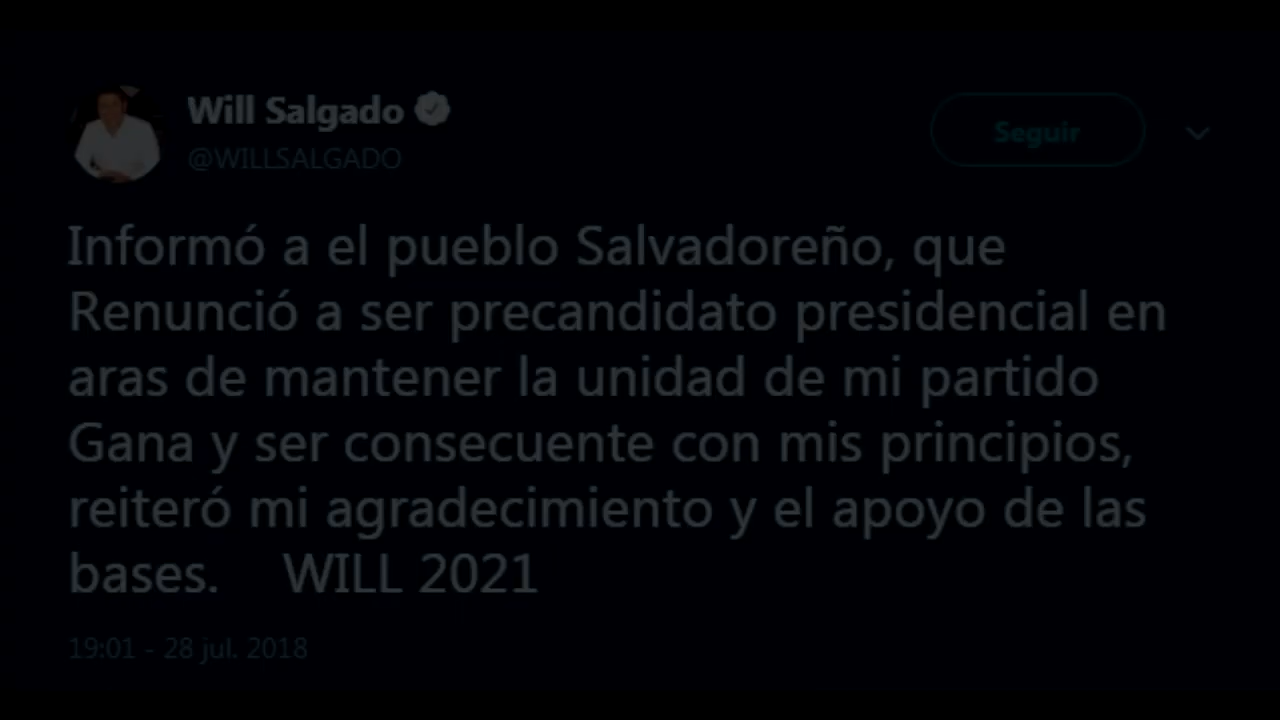 Will Salgado
@WILLSALGADO
Seguir
Informó a el pueblo Salvadoreño, que
Renunció a ser precandidato presidencial en
aras de mantener la unidad de mi partido
Gana y ser consecuente con mis principios,
reiteró mi agradecimiento y el apoyo de las
bases. WILL 2021
19:01 - 28 jul. 2018